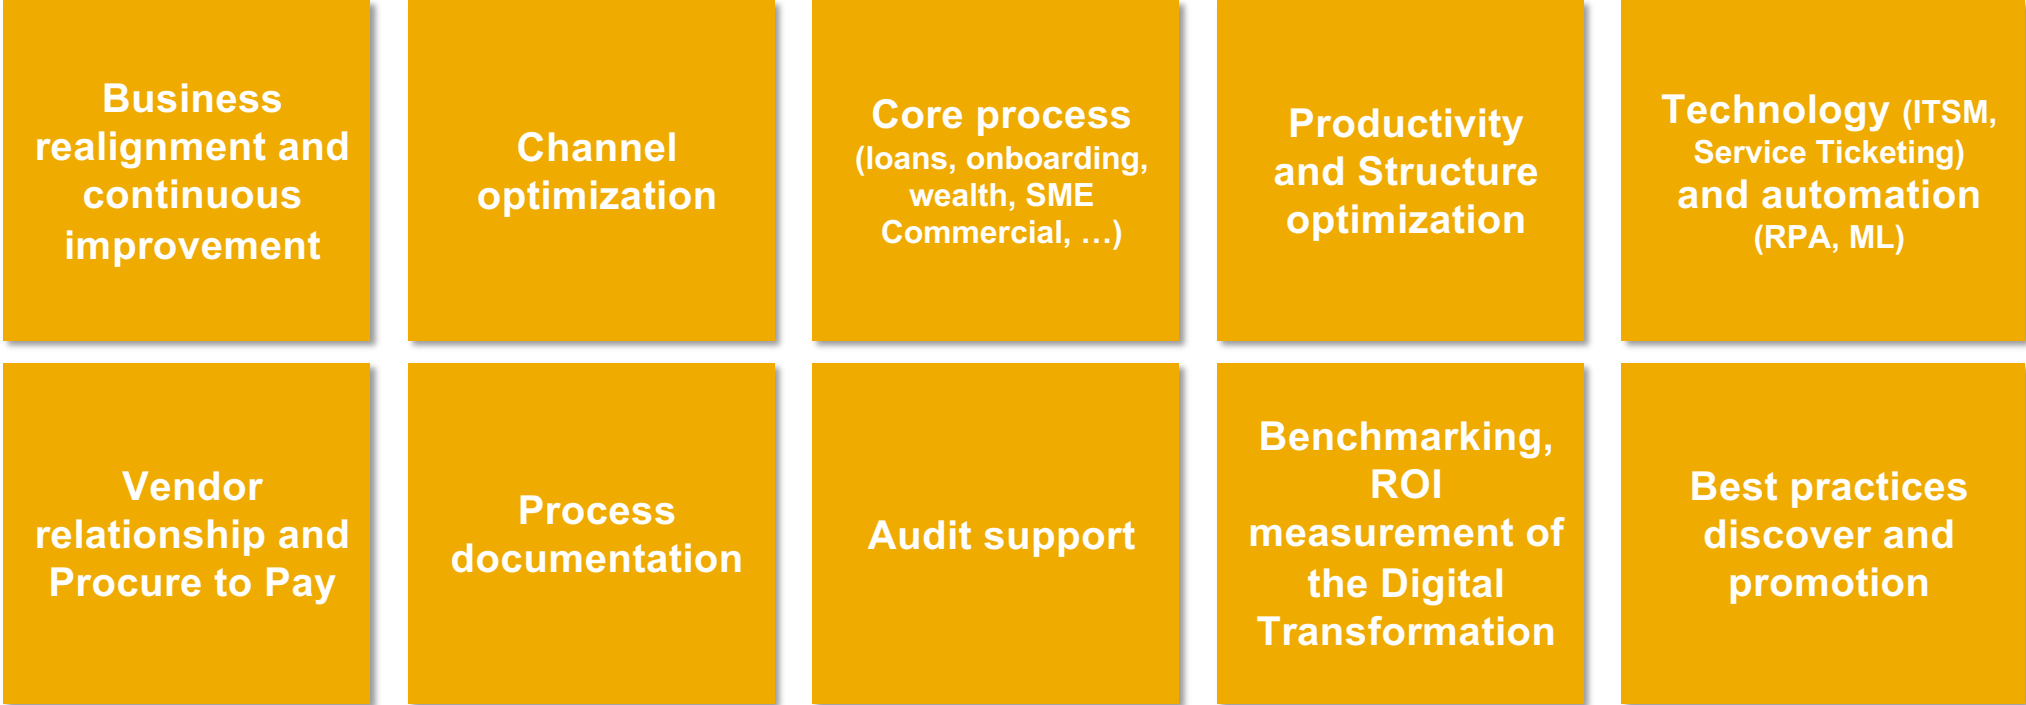 Business
realignment and
continuous
improvement
Channel
optimization
Core process
(loans, onboarding,
wealth, SME
Commercial, …)
Productivity
and Structure
optimization
Technology (ITSM,
Service Ticketing)
and automation
(RPA, ML)
Vendor
relationship and
Procure to Pay
Process
documentation
Audit support
Benchmarking,
ROI
measurement of
the Digital
Transformation
Best practices
discover and
promotion